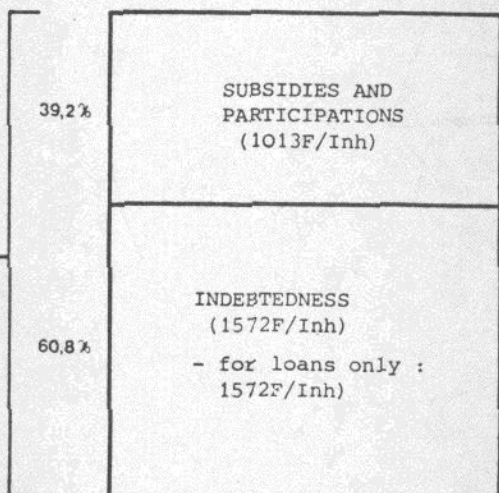 39,2%
SUBSIDIES AND
PARTICIPATIONS
(1013F/Inh)
60,8%
INDEBTEDNESS
(1572F/Inh)
- for loans only :
1572F/Inh)